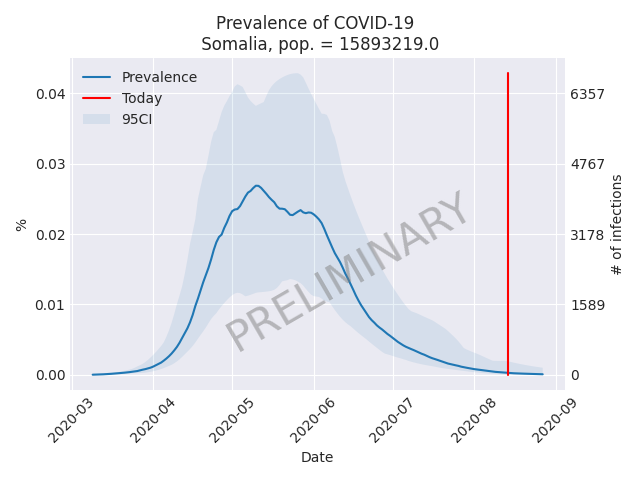 Prevalence of COVID-19
Somalia, pop. = 15893219.0
Prevalence
Today
95CI
0.04
0.03
0.02
0.01
0.00
%
6357
4767
3178
1589
0
# of infections
PRELIMINARY
2020-03
2020-04
2020-05
2020-06
2020-07
2020-08
2020-09
Date